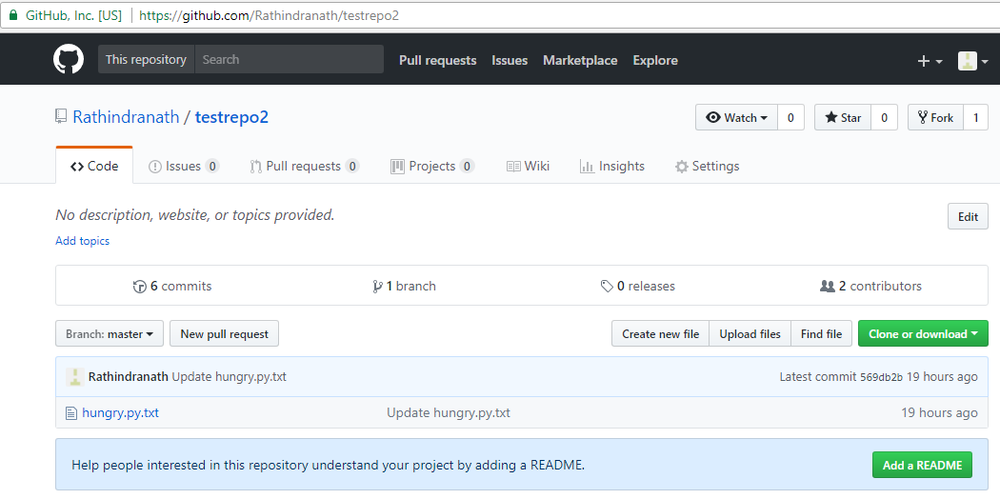 GitHub, Inc. [US] https://github.com/Rathindranath/testrepo2
This repository Search Pull requests Issues Marketplace Explore
Rathindranath / testrepo2 Watch 0 Star 0 Fork 1
Code Issues 0 Pull requests 0 Projects 0 Wiki Insights Settings
No description, website, or topics provided. Edit
Add topics
6 commits 1 branch 0 releases 2 contributors
Branch: master New pull request Create new file Upload files Find file Clone or download
Rathindranath Update hungry.py.txt Latest commit 569db2b 19 hours ago
hungry.py.txt Update hungry.py.txt 19 hours ago
Help people interested in this repository understand your project by adding a README. Add a README